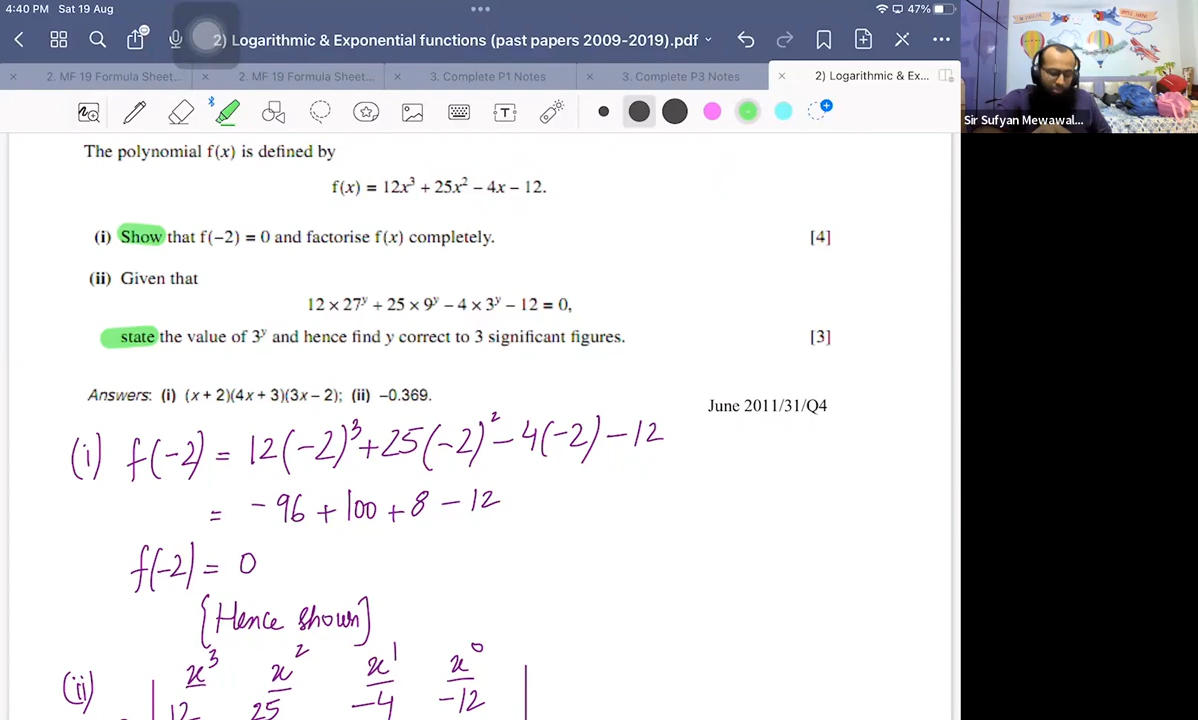 4:40 PM Sat 19 Aug
47%
2) Logarithmic & Exponential functions (past papers 2009-2019).pdf
2. MF 19 Formula Sheet... 2. MF 19 Formula Sheet... 3. Complete P1 Notes 3. Complete P3 Notes 2) Logarithmic & Ex...
Sir Sufyan Mewawal...
The polynomial f(x) is defined by
f(x) = 12x³ + 25x² − 4x − 12.
(i) Show that f(−2) = 0 and factorise f(x) completely. [4]
(ii) Given that
12 × 27ʸ + 25 × 9ʸ − 4 × 3ʸ − 12 = 0,
state the value of 3ʸ and hence find y correct to 3 significant figures. [3]
Answers: (i) (x + 2)(4x + 3)(3x − 2); (ii) −0.369.
June 2011/31/Q4
(i) f(-2) = 12(-2)³+25(-2)²-4(-2)-12
= -96 +100 +8 -12
f(-2) = 0
[Hence shown]
(ii) x³ x² x¹ x⁰
12 25 -4 -12